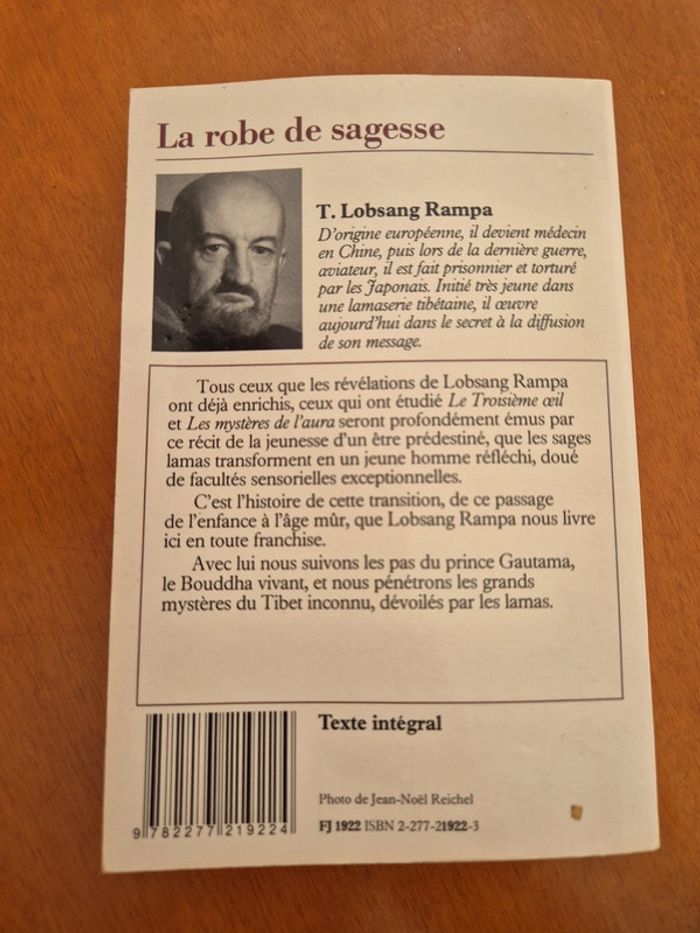 La robe de sagesse
T. Lobsang Rampa
D'origine européenne, il devient médecin
en Chine, puis lors de la dernière guerre,
aviateur, il est fait prisonnier et torturé
par les Japonais. Initié très jeune dans
une lamaserie tibétaine, il œuvre
aujourd'hui dans le secret à la diffusion
de son message.
Tous ceux que les révélations de Lobsang Rampa
ont déjà enrichis, ceux qui ont étudié Le Troisième œil
et Les mystères de l'aura seront profondément émus par
ce récit de la jeunesse d'un être prédestiné, que les sages
lamas transforment en un jeune homme réfléchi, doué
de facultés sensorielles exceptionnelles.
C'est l'histoire de cette transition, de ce passage
de l'enfance à l'âge mûr, que Lobsang Rampa nous livre
ici en toute franchise.
Avec lui nous suivons les pas du prince Gautama,
le Bouddha vivant, et nous pénétrons les grands
mystères du Tibet inconnu, dévoilés par les lamas.
Texte intégral
Photo de Jean-Noël Reichel
FJ 1922 ISBN 2-277-21922-3
9 782277 219224